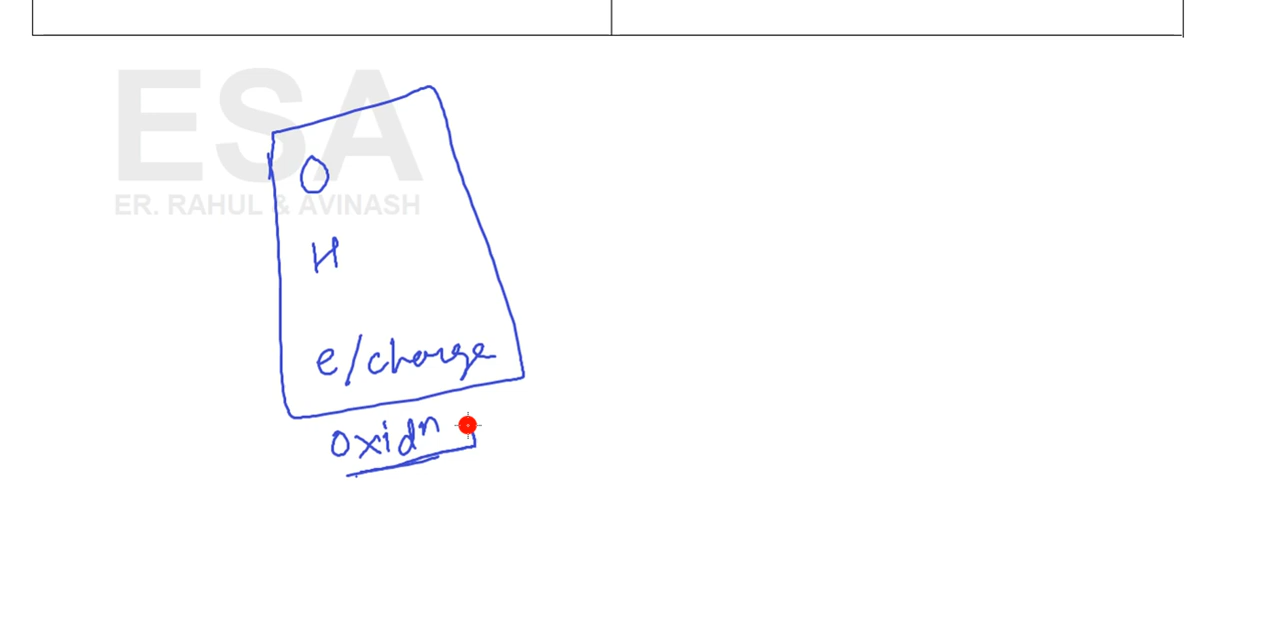 ESA
ER. RAHUL & AVINASH
O
H
e/charge
oxidn